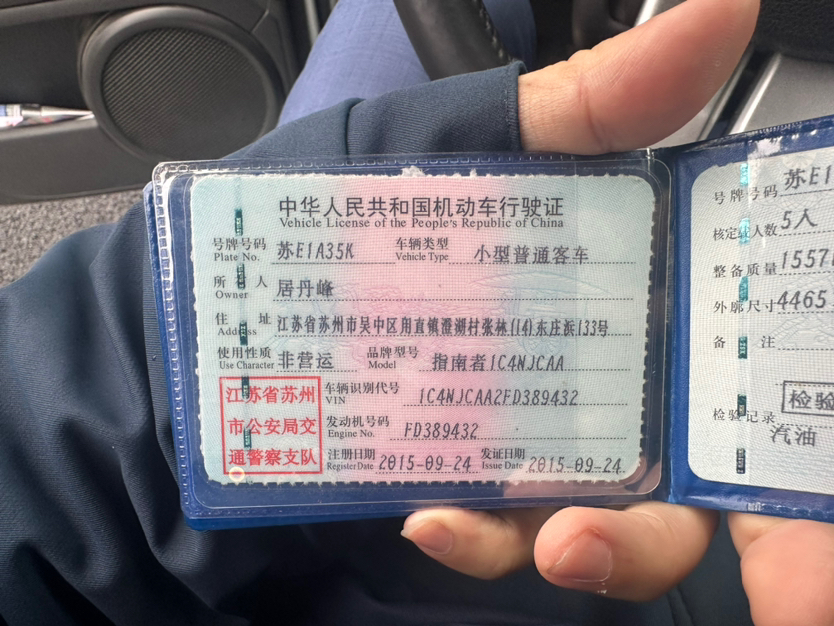 中华人民共和国机动车行驶证
Vehicle License of the People's Republic of China
号牌号码 苏E1A35K 车辆类型 小型普通客车
Plate No. Vehicle Type
所有人 居丹峰
Owner
住址 江苏省苏州市吴中区甪直镇澄湖村张林(14)东庄浜133号
Address
使用性质 非营运 品牌型号 指南者1C4NJCAA
Use Character Model
江苏省苏州
市公安局交
通警察支队
车辆识别代号 1C4NJCAA2FD389432
VIN
发动机号码 FD389432
Engine No.
注册日期 2015-09-24 发证日期 2015-09-24
Register Date Issue Date
号牌号码 苏E1
核定载人数 5人
整备质量 1557
外廓尺寸 4465
备注
检验记录
检验
汽油